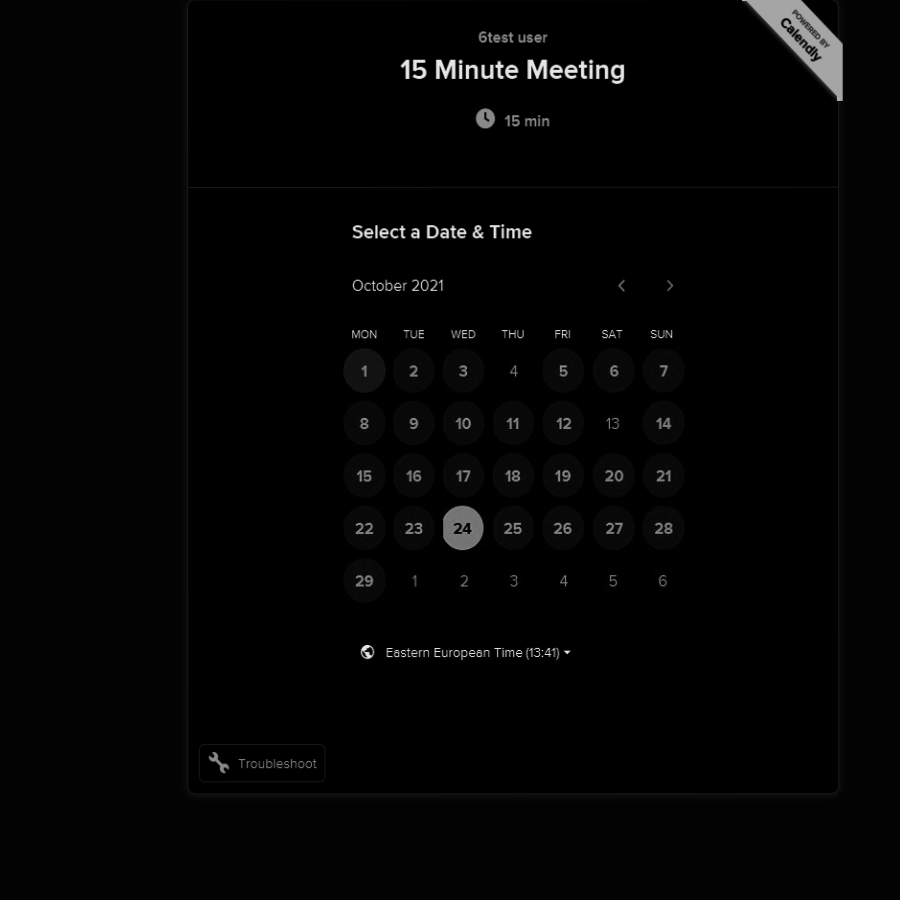 POWERED BY
Calendly
6test user
15 Minute Meeting
15 min
Select a Date & Time
October 2021
MON TUE WED THU FRI SAT SUN
1 2 3 4 5 6 7
8 9 10 11 12 13 14
15 16 17 18 19 20 21
22 23 24 25 26 27 28
29 1 2 3 4 5 6
Eastern European Time (13:41)
Troubleshoot